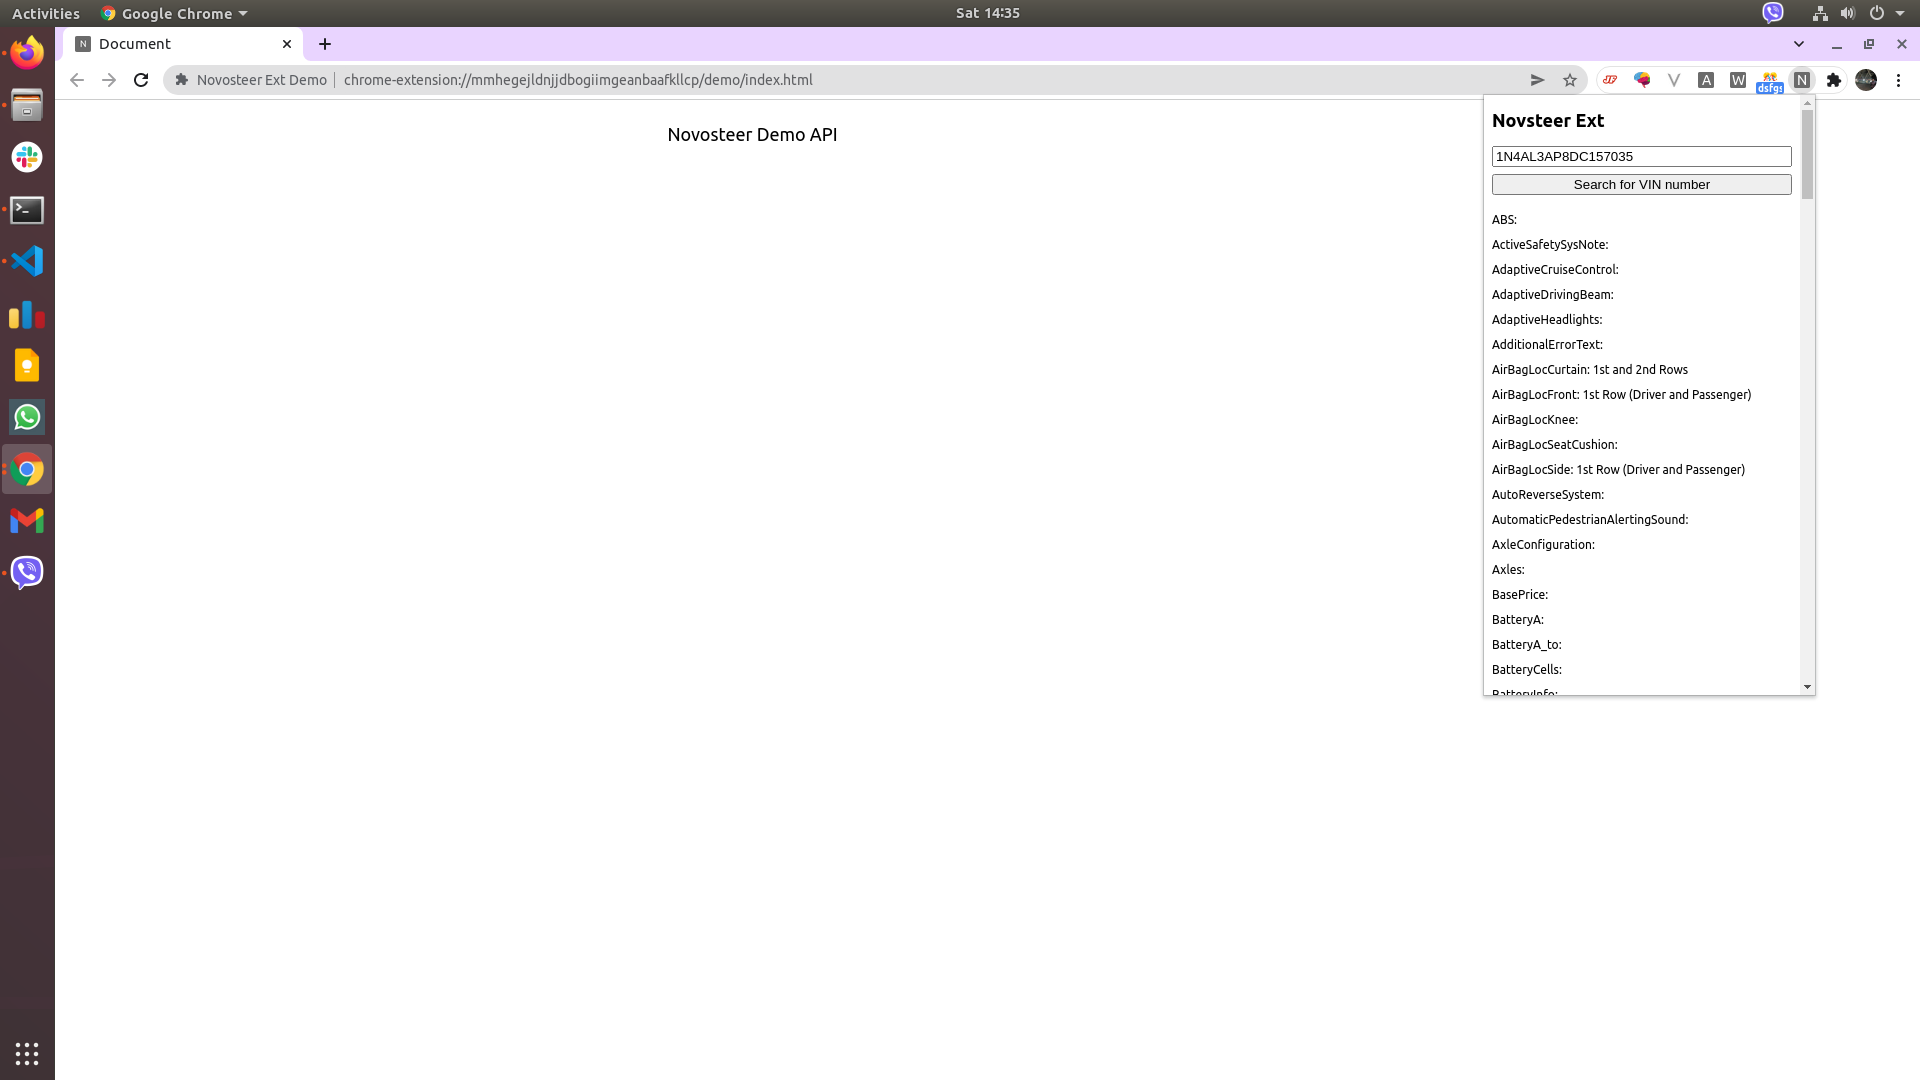 Activities
Google Chrome
Sat 14:35
N Document
Novosteer Ext Demo
chrome-extension://mmhegejldnjjdbogiimgeanbaafkllcp/demo/index.html
JF
V
A
W
dsfgs
N
Novosteer Demo API
Novsteer Ext
1N4AL3AP8DC157035
Search for VIN number
ABS:
ActiveSafetySysNote:
AdaptiveCruiseControl:
AdaptiveDrivingBeam:
AdaptiveHeadlights:
AdditionalErrorText:
AirBagLocCurtain: 1st and 2nd Rows
AirBagLocFront: 1st Row (Driver and Passenger)
AirBagLocKnee:
AirBagLocSeatCushion:
AirBagLocSide: 1st Row (Driver and Passenger)
AutoReverseSystem:
AutomaticPedestrianAlertingSound:
AxleConfiguration:
Axles:
BasePrice:
BatteryA:
BatteryA_to:
BatteryCells:
BatteryInfo: